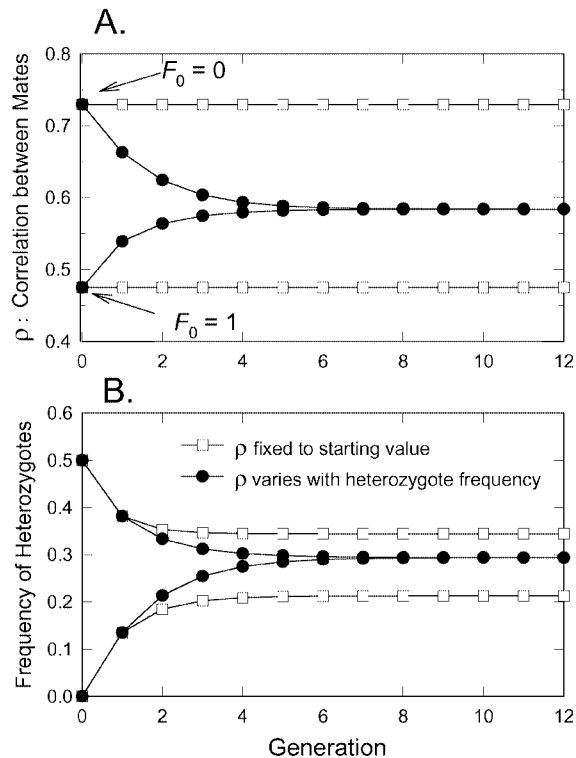 A.
0.8
F0 = 0
0.7
0.6
0.5
F0 = 1
0.4
0 2 4 6 8 10 12
ρ : Correlation between Mates
B.
0.6
ρ fixed to starting value
0.5
ρ varies with heterozygote frequency
0.4
0.3
0.2
0.1
0.0
0 2 4 6 8 10 12
Frequency of Heterozygotes
Generation